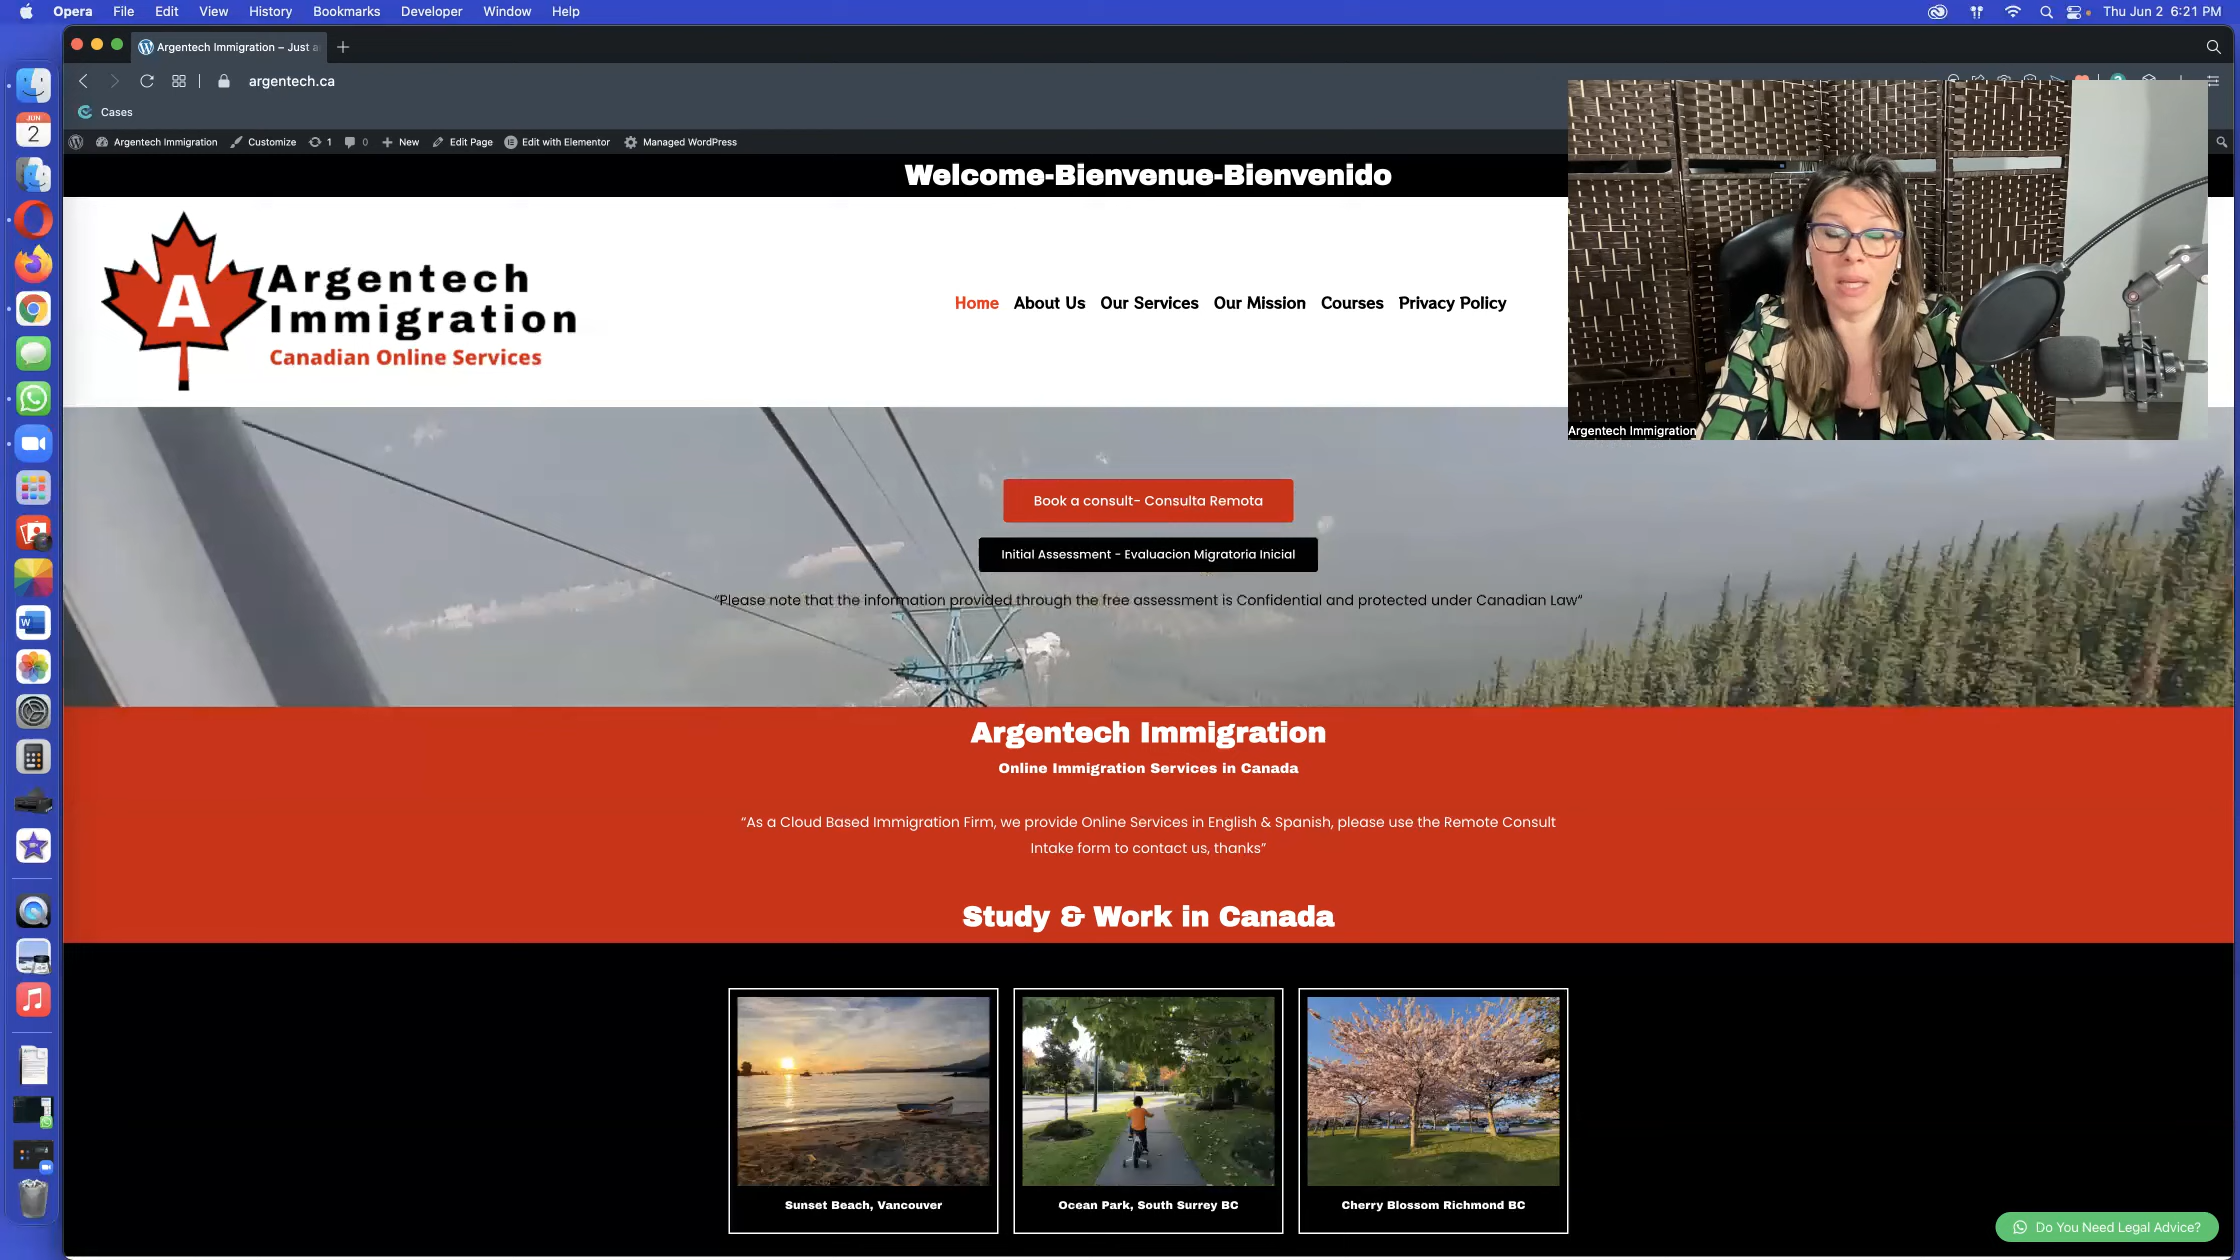 Opera File Edit View History Bookmarks Developer Window Help
Thu Jun 2 6:21 PM
Argentech Immigration – Just a
argentech.ca
Cases
Argentech Immigration Customize 1 0 New Edit Page Edit with Elementor Managed WordPress
JUN
2
Welcome-Bienvenue-Bienvenido
A
Argentech
Immigration
Canadian Online Services
Home About Us Our Services Our Mission Courses Privacy Policy
Argentech Immigration
Book a consult- Consulta Remota
Initial Assessment - Evaluacion Migratoria Inicial
“Please note that the information provided through the free assessment is Confidential and protected under Canadian Law“
W
Argentech Immigration
Online Immigration Services in Canada
“As a Cloud Based Immigration Firm, we provide Online Services in English & Spanish, please use the Remote Consult
Intake form to contact us, thanks”
Study & Work in Canada
Sunset Beach, Vancouver
Ocean Park, South Surrey BC
Cherry Blossom Richmond BC
Do You Need Legal Advice?